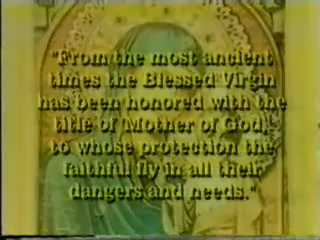 "From the most ancient
times the Blessed Virgin
has been honored with the
title of 'Mother of God,'
to whose protection the
faithful fly in all their
dangers and needs."